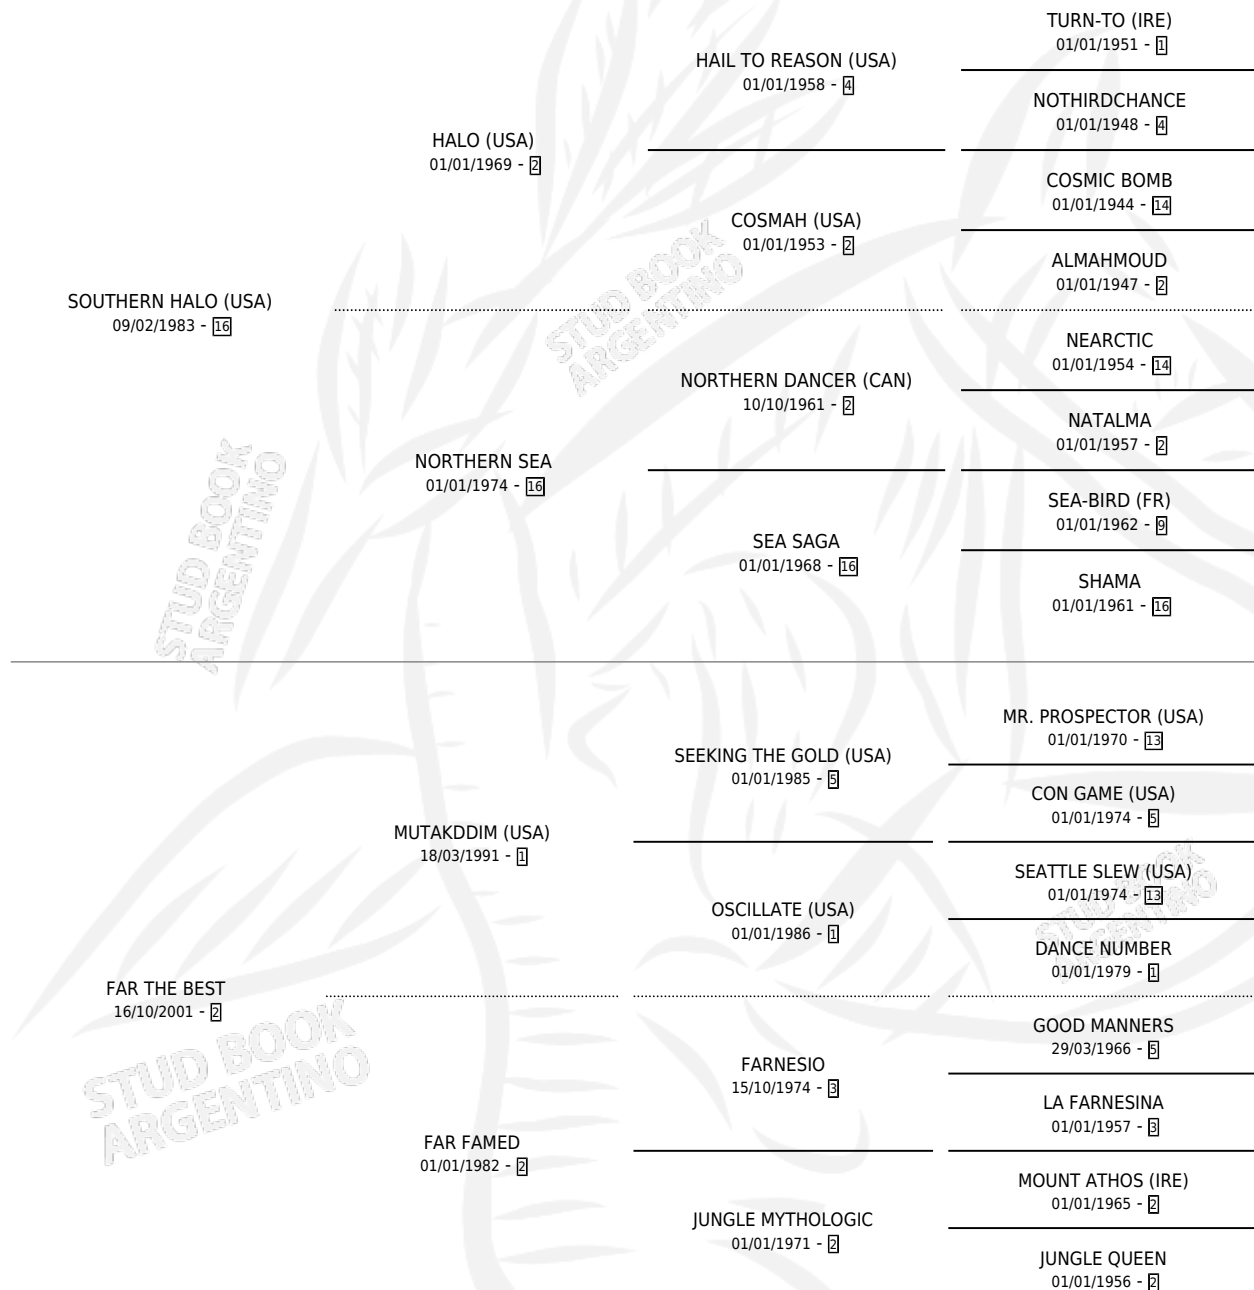 TURN-TO (IRE)
01/01/1951 - 1
HAIL TO REASON (USA)
01/01/1958 - 4
NOTHIRDCHANCE
01/01/1948 - 4
HALO (USA)
01/01/1969 - 2
COSMIC BOMB
01/01/1944 - 14
COSMAH (USA)
01/01/1953 - 2
ALMAHMOUD
01/01/1947 - 2
SOUTHERN HALO (USA)
09/02/1983 - 16
STUD BOOK
ARGENTINO
NEARCTIC
01/01/1954 - 14
NORTHERN DANCER (CAN)
10/10/1961 - 2
NATALMA
01/01/1957 - 2
NORTHERN SEA
01/01/1974 - 16
SEA-BIRD (FR)
01/01/1962 - 9
SEA SAGA
01/01/1968 - 16
SHAMA
01/01/1961 - 16
STUD BOOK
ARGENTINO
MR. PROSPECTOR (USA)
01/01/1970 - 13
SEEKING THE GOLD (USA)
01/01/1985 - 5
CON GAME (USA)
01/01/1974 - 5
MUTAKDDIM (USA)
18/03/1991 - 1
SEATTLE SLEW (USA)
01/01/1974 - 13
STUD BOOK
ARGENTINO
OSCILLATE (USA)
01/01/1986 - 1
DANCE NUMBER
01/01/1979 - 1
FAR THE BEST
16/10/2001 - 2
STUD BOOK
ARGENTINO
GOOD MANNERS
29/03/1966 - 5
FARNESIO
15/10/1974 - 3
LA FARNESINA
01/01/1957 - 3
FAR FAMED
01/01/1982 - 2
MOUNT ATHOS (IRE)
01/01/1965 - 2
JUNGLE MYTHOLOGIC
01/01/1971 - 2
JUNGLE QUEEN
01/01/1956 - 2